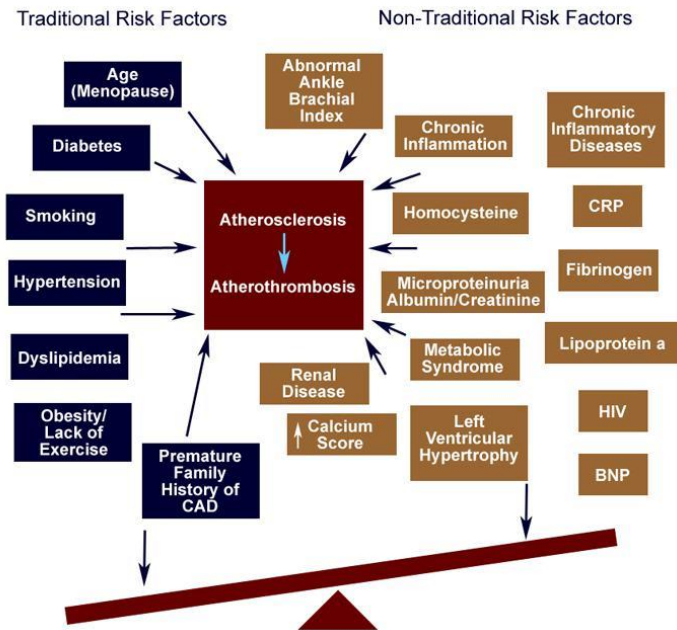 Traditional Risk Factors
Non-Traditional Risk Factors
Age
(Menopause)
Diabetes
Smoking
Hypertension
Dyslipidemia
Obesity/
Lack of
Exercise
Premature
Family
History of
CAD
Atherosclerosis
Atherothrombosis
Abnormal
Ankle
Brachial
Index
Chronic
Inflammation
Homocysteine
Microproteinuria
Albumin/Creatinine
Metabolic
Syndrome
Renal
Disease
Calcium
Score
Left
Ventricular
Hypertrophy
Chronic
Inflammatory
Diseases
CRP
Fibrinogen
Lipoprotein a
HIV
BNP